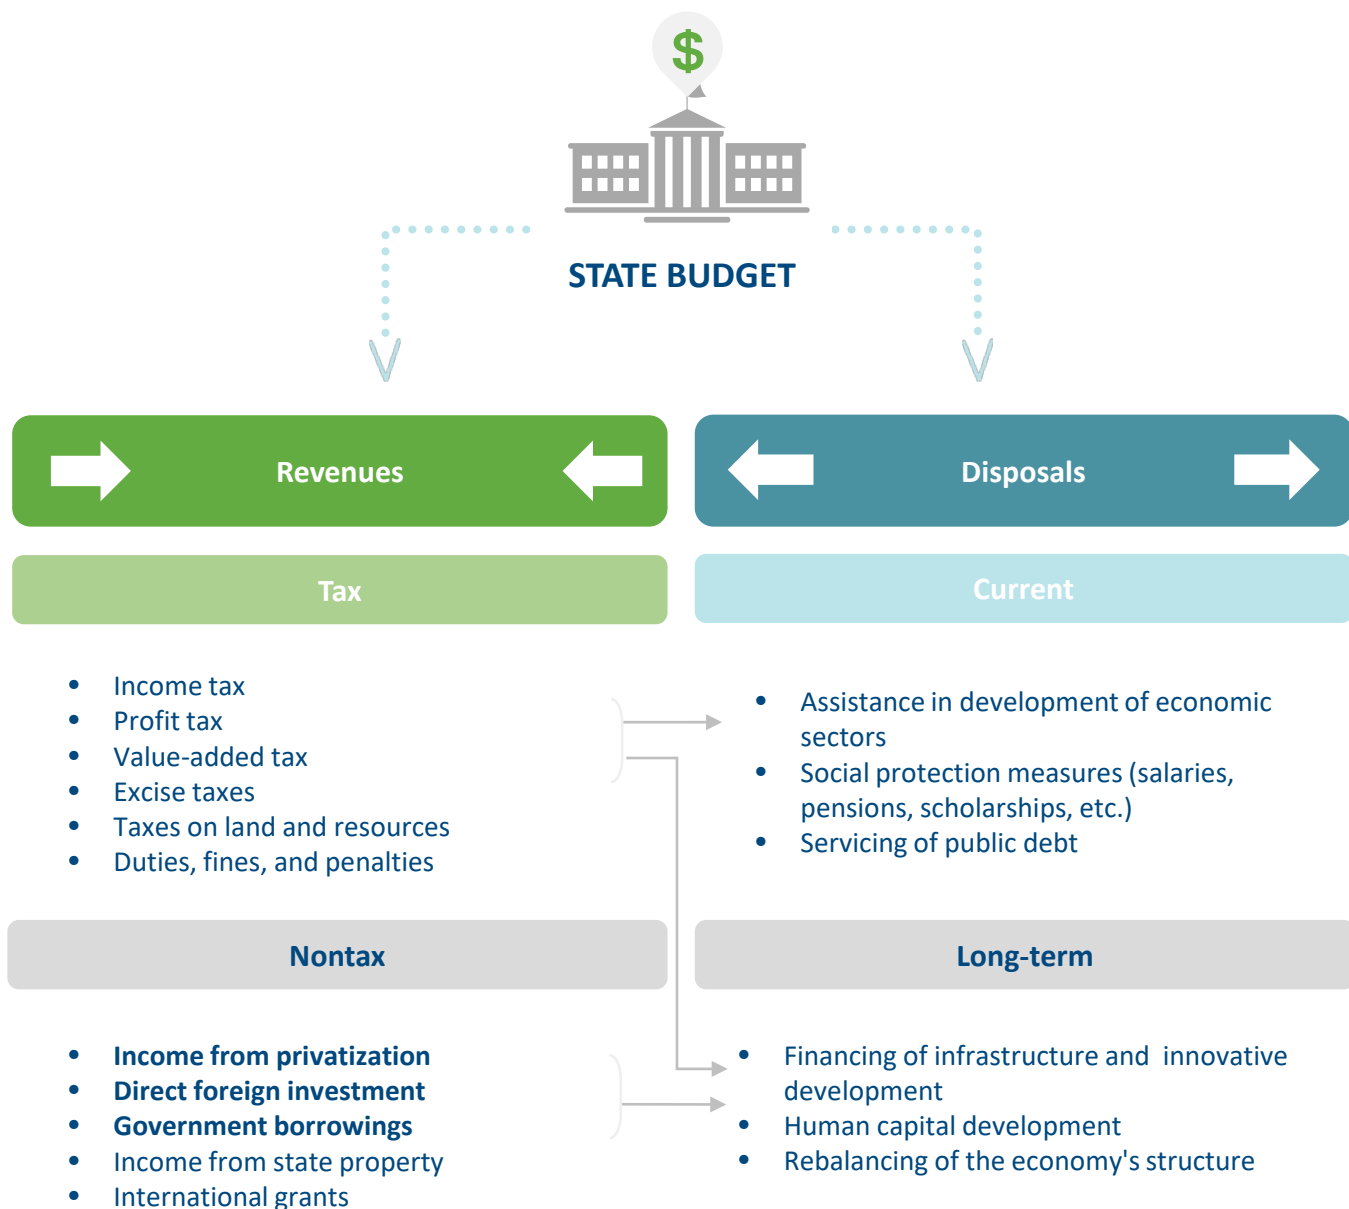 $
STATE BUDGET
Revenues
Disposals
Tax
Current
• Income tax
• Profit tax
• Value-added tax
• Excise taxes
• Taxes on land and resources
• Duties, fines, and penalties
• Assistance in development of economic
sectors
• Social protection measures (salaries,
pensions, scholarships, etc.)
• Servicing of public debt
Nontax
Long-term
• Income from privatization
• Direct foreign investment
• Government borrowings
• Income from state property
• International grants
• Financing of infrastructure and innovative
development
• Human capital development
• Rebalancing of the economy's structure